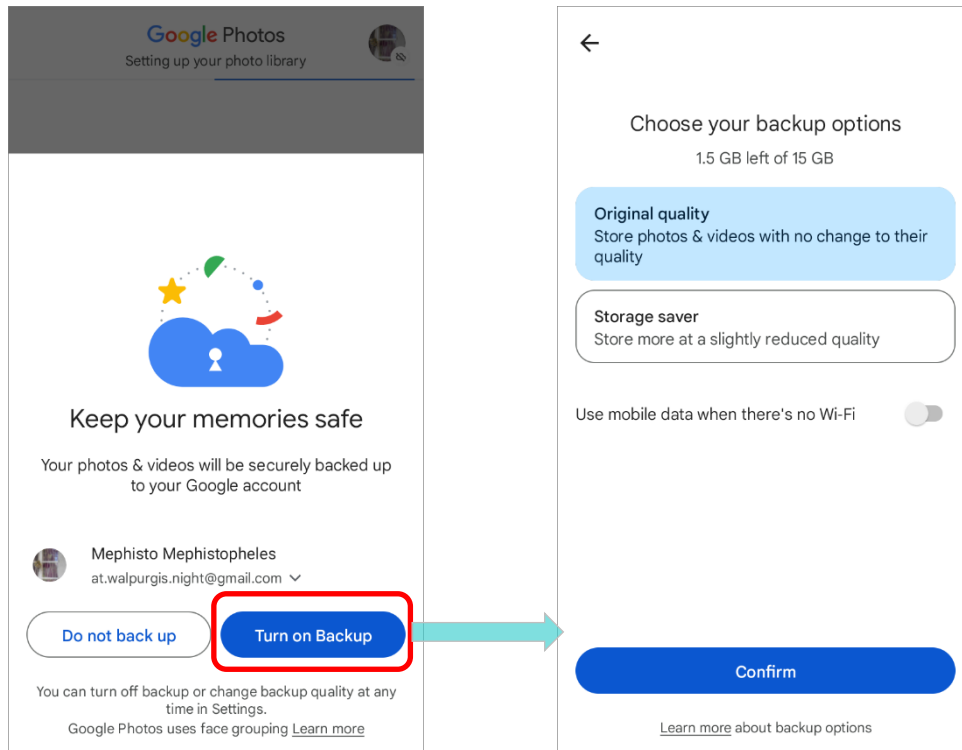 Google Photos
Setting up your photo library
Keep your memories safe
Your photos & videos will be securely backed up
to your Google account
Mephisto Mephistopheles
at.walpurgis.night@gmail.com
Do not back up
Turn on Backup
You can turn off backup or change backup quality at any
time in Settings.
Google Photos uses face grouping Learn more
Choose your backup options
1.5 GB left of 15 GB
Original quality
Store photos & videos with no change to their
quality
Storage saver
Store more at a slightly reduced quality
Use mobile data when there's no Wi-Fi
Confirm
Learn more about backup options